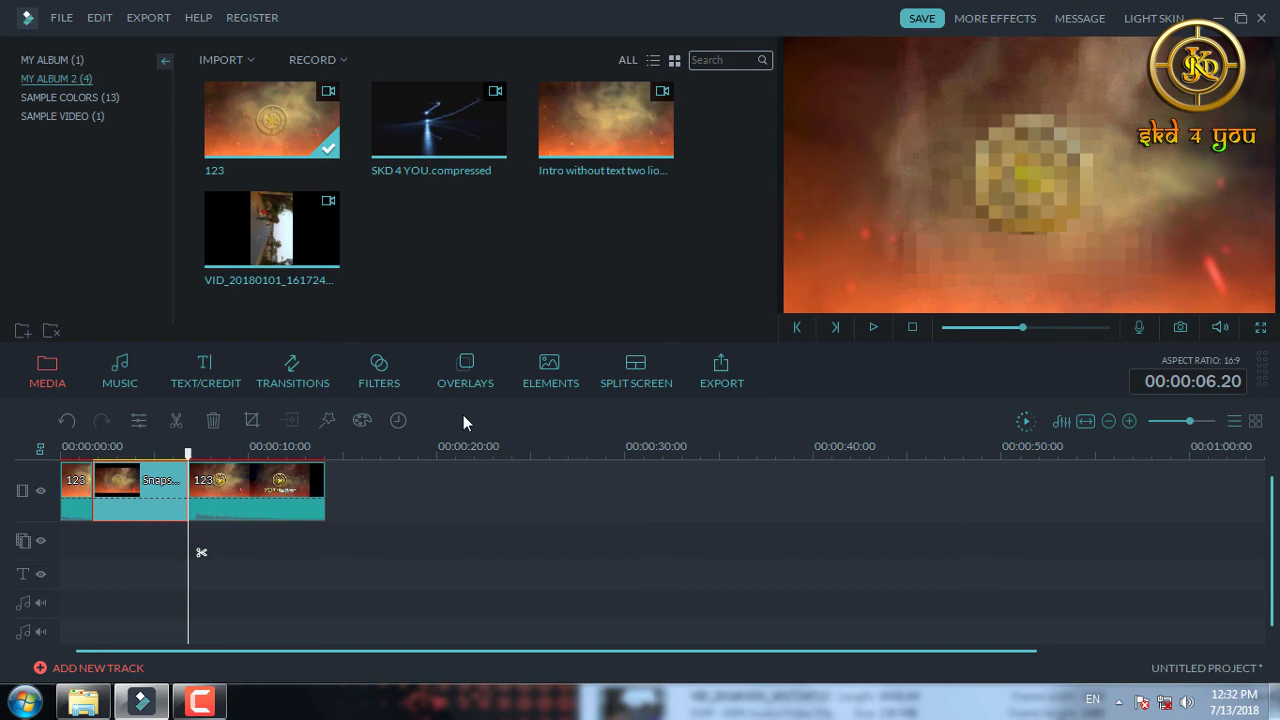 FILE EDIT EXPORT HELP REGISTER SAVE MORE EFFECTS MESSAGE LIGHT SKIN
MY ALBUM (1)
MY ALBUM 2 (4)
SAMPLE COLORS (13)
SAMPLE VIDEO (1)
IMPORT RECORD ALL Search
123
SKD 4 YOU.compressed
Intro without text two lio...
VID_20180101_161724...
SKD
skd 4 you
MEDIA MUSIC TEXT/CREDIT TRANSITIONS FILTERS OVERLAYS ELEMENTS SPLIT SCREEN EXPORT
ASPECT RATIO: 16:9
00:00:06.20
00:00:00:00 00:00:10:00 00:00:20:00 00:00:30:00 00:00:40:00 00:00:50:00 00:01:00:00
123 Snaps... 123
ADD NEW TRACK
UNTITLED PROJECT *
EN
12:32 PM
7/13/2018